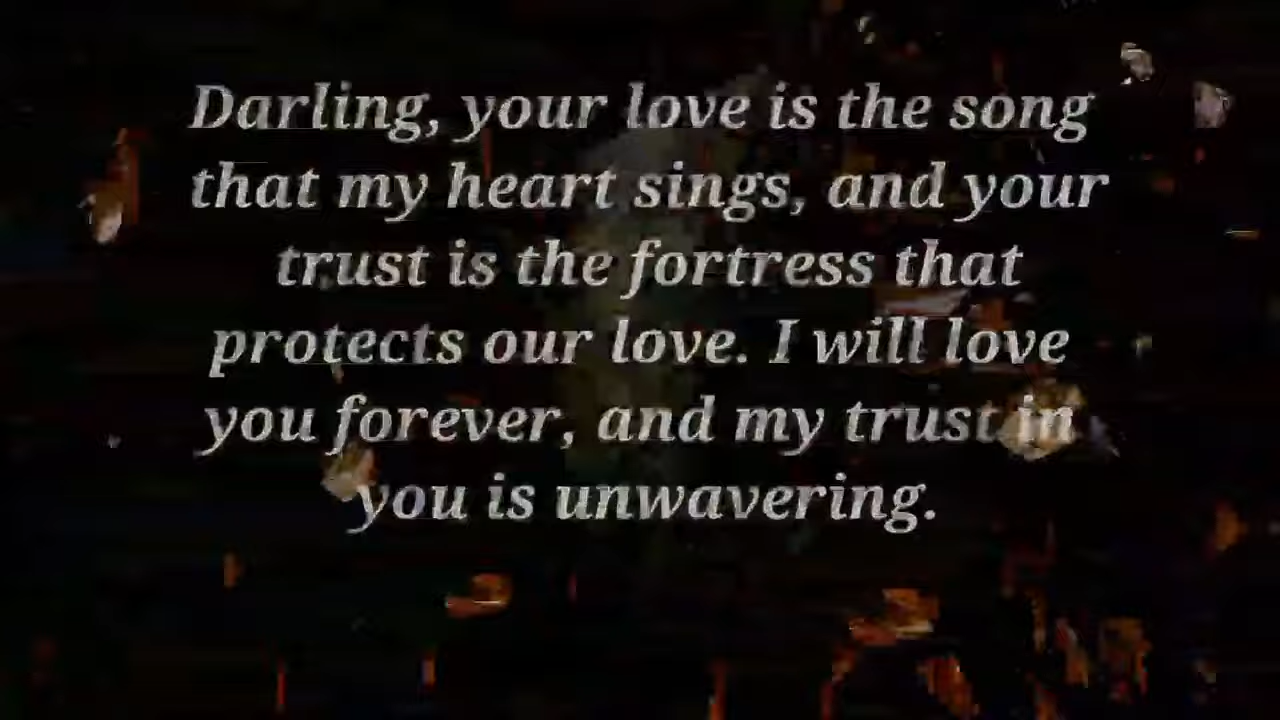 Darling, your love is the song
that my heart sings, and your
trust is the fortress that
protects our love. I will love
you forever, and my trust in
you is unwavering.